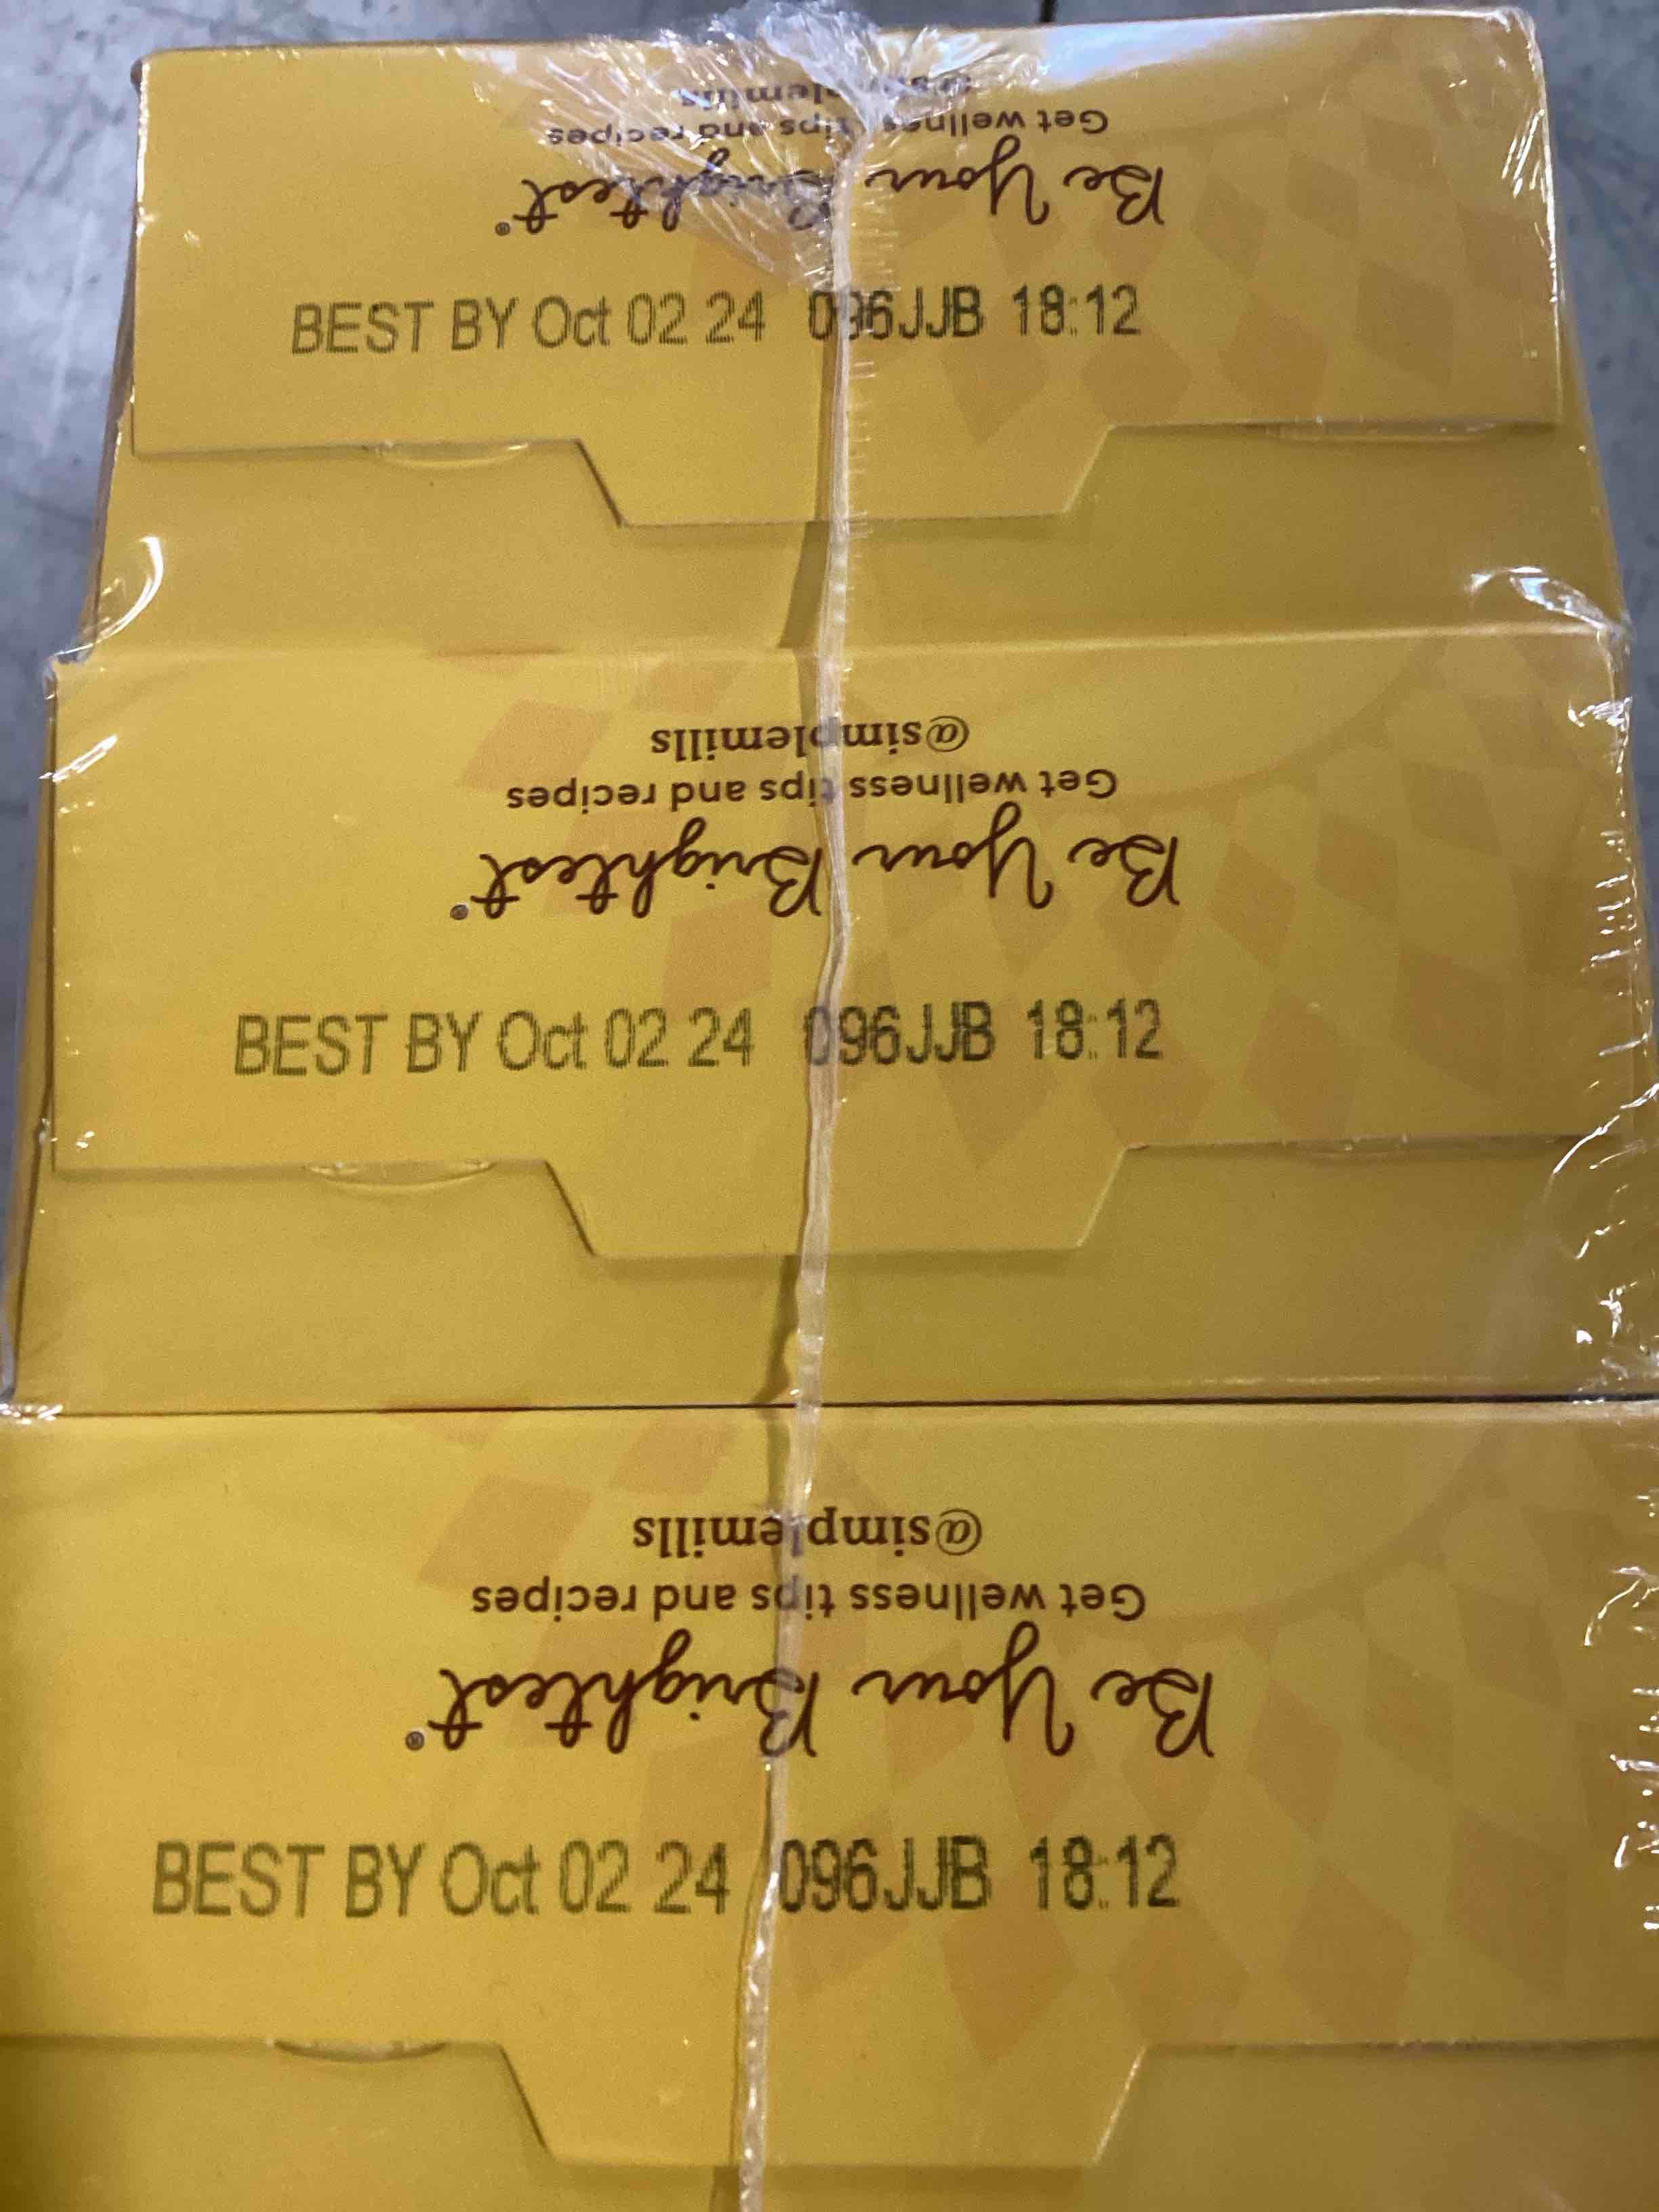 @simplemills
Get wellness tips and recipes
Be Your Brightest®
BEST BY Oct 02 24 096JJB 18:12
@simplemills
Get wellness tips and recipes
Be Your Brightest®
BEST BY Oct 02 24 096JJB 18:12
@simplemills
Get wellness tips and recipes
Be Your Brightest®
BEST BY Oct 02 24 096JJB 18:12